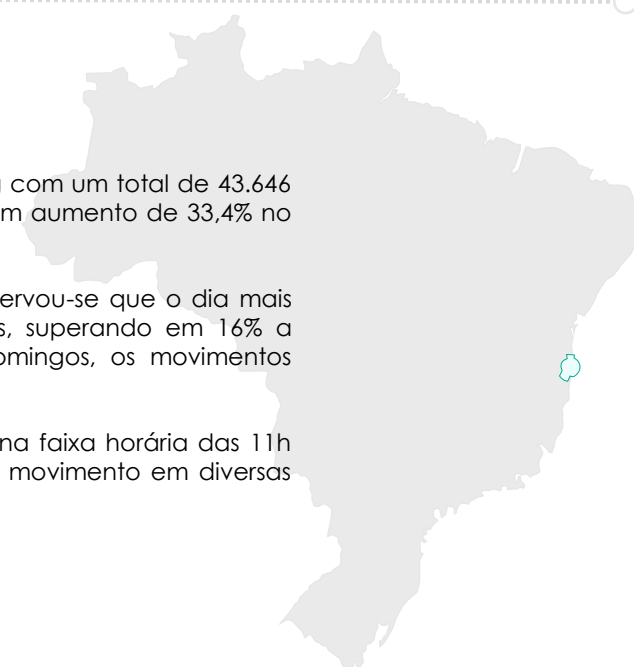 com um total de 43.646
m aumento de 33,4% no
ervou-se que o dia mais
s, superando em 16% a
omingos, os movimentos
na faixa horária das 11h
movimento em diversas